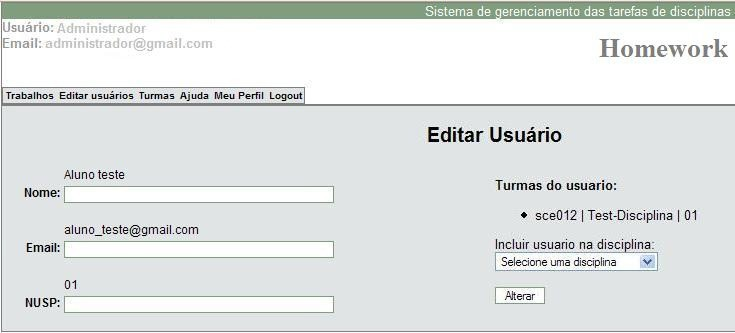 Sistema de gerenciamento das tarefas de disciplinas
Usuário: Administrador
Email: administrador@gmail.com
Homework
Trabalhos Editar usuários Turmas Ajuda Meu Perfil Logout
Editar Usuário
Aluno teste
Nome:
aluno_teste@gmail.com
Email:
01
NUSP:
Turmas do usuario:
sce012 | Test-Disciplina | 01
Incluir usuario na disciplina:
Selecione uma disciplina
Alterar